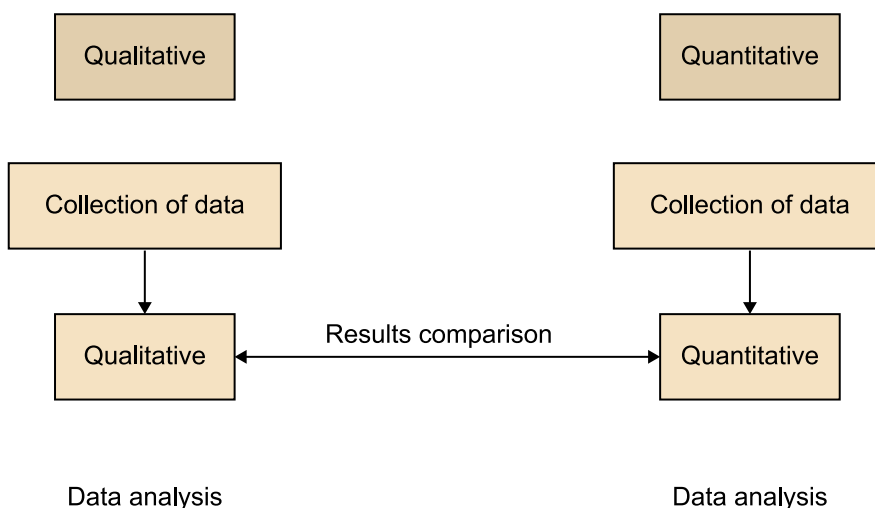 Qualitative
Quantitative
Collection of data
Collection of data
Results comparison
Qualitative
Quantitative
Data analysis
Data analysis